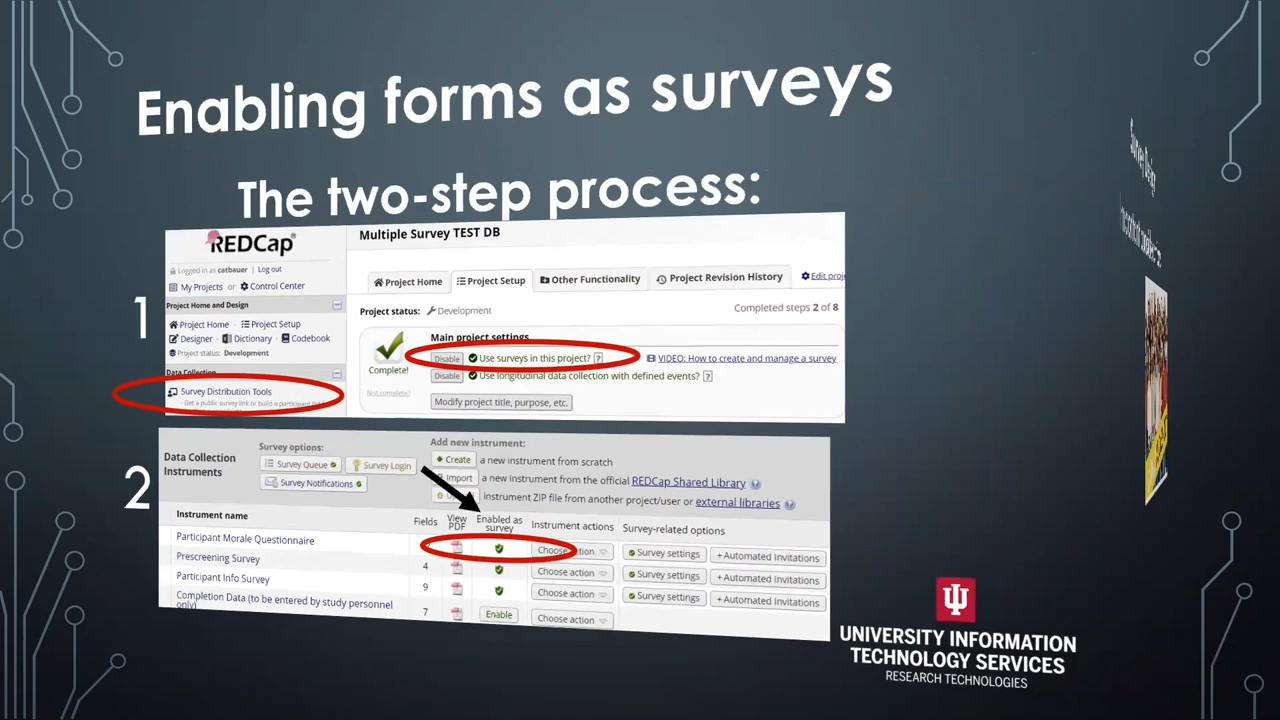 Enabling forms as surveys
The two-step process:
1
REDCap
Logged in as catbauer | Log out
My Projects or Control Center
Project Home and Design
Project Home Project Setup
Designer Dictionary Codebook
Project status: Development
Data Collection
Survey Distribution Tools
- Get a public survey link or build a participant list
Multiple Survey TEST DB
Project Home Project Setup Other Functionality Project Revision History Edit proj
Project status: Development Completed steps 2 of 8
Main project settings
Complete!
Disable Use surveys in this project? ? VIDEO: How to create and manage a survey
Disable Use longitudinal data collection with defined events? ?
Not complete?
Modify project title, purpose, etc.
2
Data Collection Instruments
Survey options:
Survey Queue Survey Login
Survey Notifications
Add new instrument:
Create a new instrument from scratch
Import a new instrument from the official REDCap Shared Library ?
instrument ZIP file from another project/user or external libraries ?
Instrument name Fields View PDF Enabled as survey Instrument actions Survey-related options
Participant Morale Questionnaire Choose action Survey settings +Automated Invitations
Prescreening Survey 4 Choose action Survey settings +Automated Invitations
Participant Info Survey 9 Choose action Survey settings +Automated Invitations
Completion Data (to be entered by study personnel
only) 7 Enable Choose action
UNIVERSITY INFORMATION
TECHNOLOGY SERVICES
RESEARCH TECHNOLOGIES